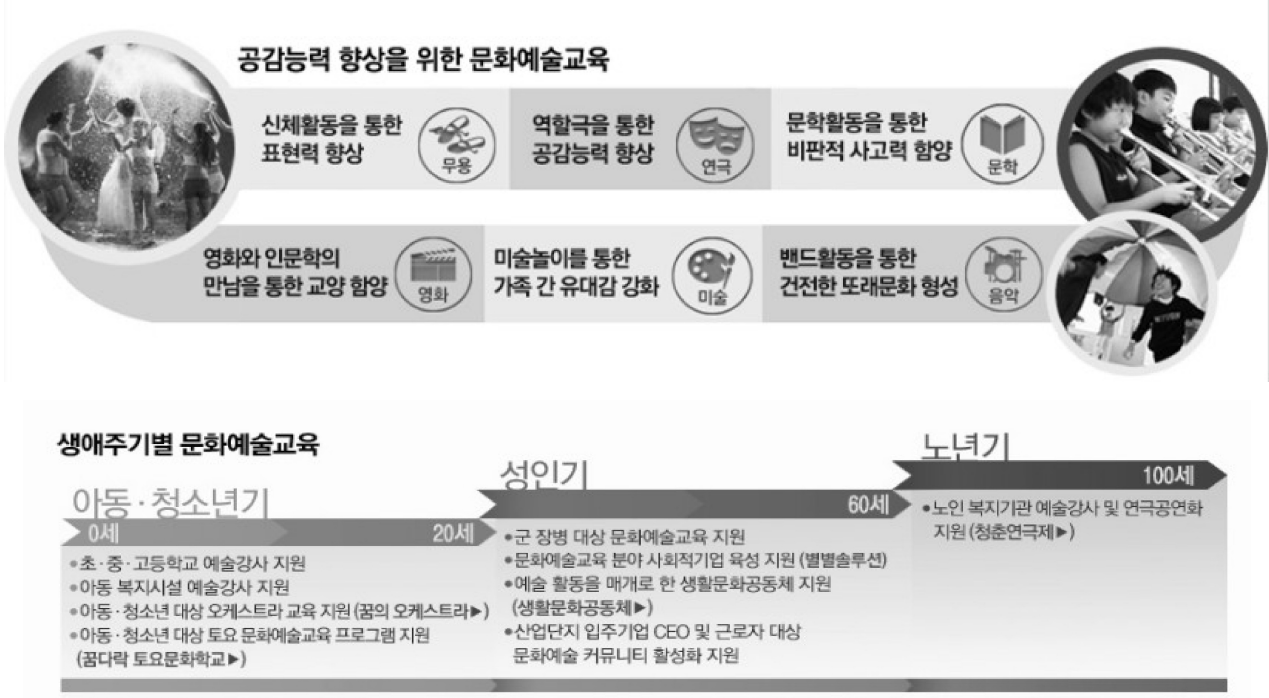 공감능력 향상을 위한 문화예술교육
신체활동을 통한
표현력 향상
무용
역할극을 통한
공감능력 향상
연극
문학활동을 통한
비판적 사고력 함양
문학
영화와 인문학의
만남을 통한 교양 함양
영화
미술놀이를 통한
가족 간 유대감 강화
미술
밴드활동을 통한
건전한 또래문화 형성
음악
생애주기별 문화예술교육
아동·청소년기
0세 20세
•초·중·고등학교 예술강사 지원
•아동 복지시설 예술강사 지원
•아동·청소년 대상 오케스트라 교육 지원 (꿈의 오케스트라▶)
•아동·청소년 대상 토요 문화예술교육 프로그램 지원
(꿈다락 토요문화학교▶)
성인기
60세
•군 장병 대상 문화예술교육 지원
•문화예술교육 분야 사회적기업 육성 지원 (별별솔루션)
•예술 활동을 매개로 한 생활문화공동체 지원
(생활문화공동체▶)
•산업단지 입주기업 CEO 및 근로자 대상
문화예술 커뮤니티 활성화 지원
노년기
100세
•노인 복지기관 예술강사 및 연극공연화
지원 (청춘연극제▶)